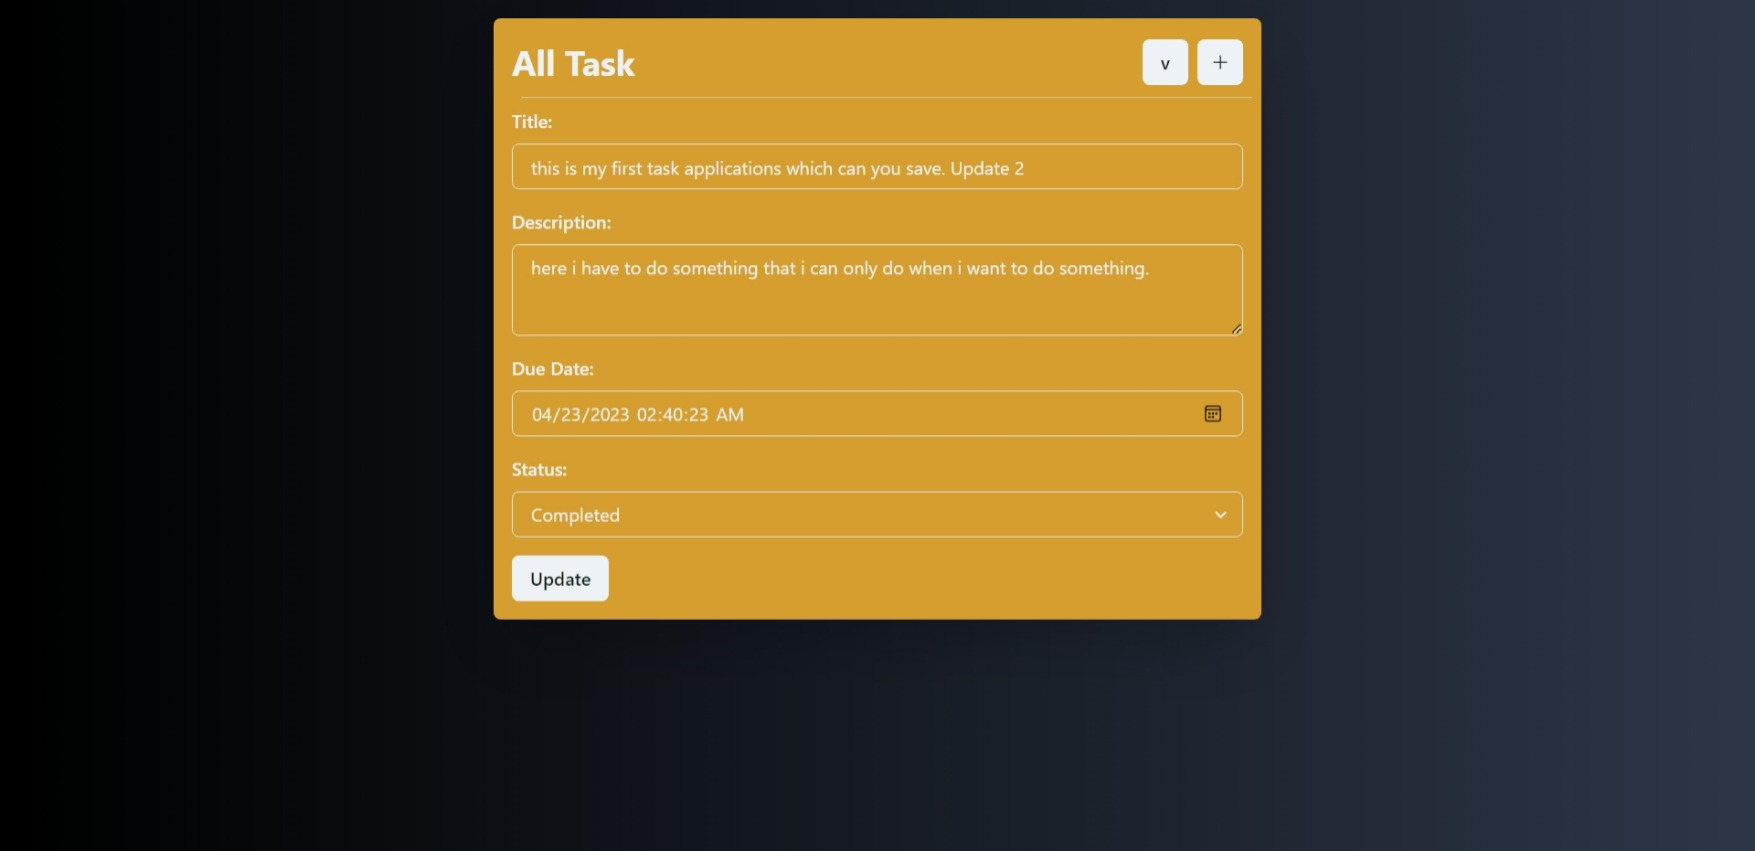 All Task
v +
Title:
this is my first task applications which can you save. Update 2
Description:
here i have to do something that i can only do when i want to do something.
Due Date:
04/23/2023 02:40:23 AM
Status:
Completed
Update